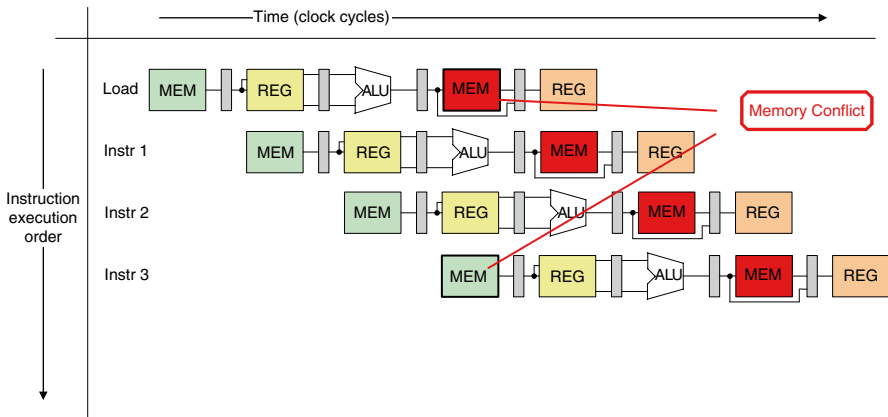 Time (clock cycles)
Load
MEM
REG
ALU
MEM
REG
Memory Conflict
Instr 1
MEM
REG
ALU
MEM
REG
Instruction
execution
order
Instr 2
MEM
REG
ALU
MEM
REG
Instr 3
MEM
REG
ALU
MEM
REG